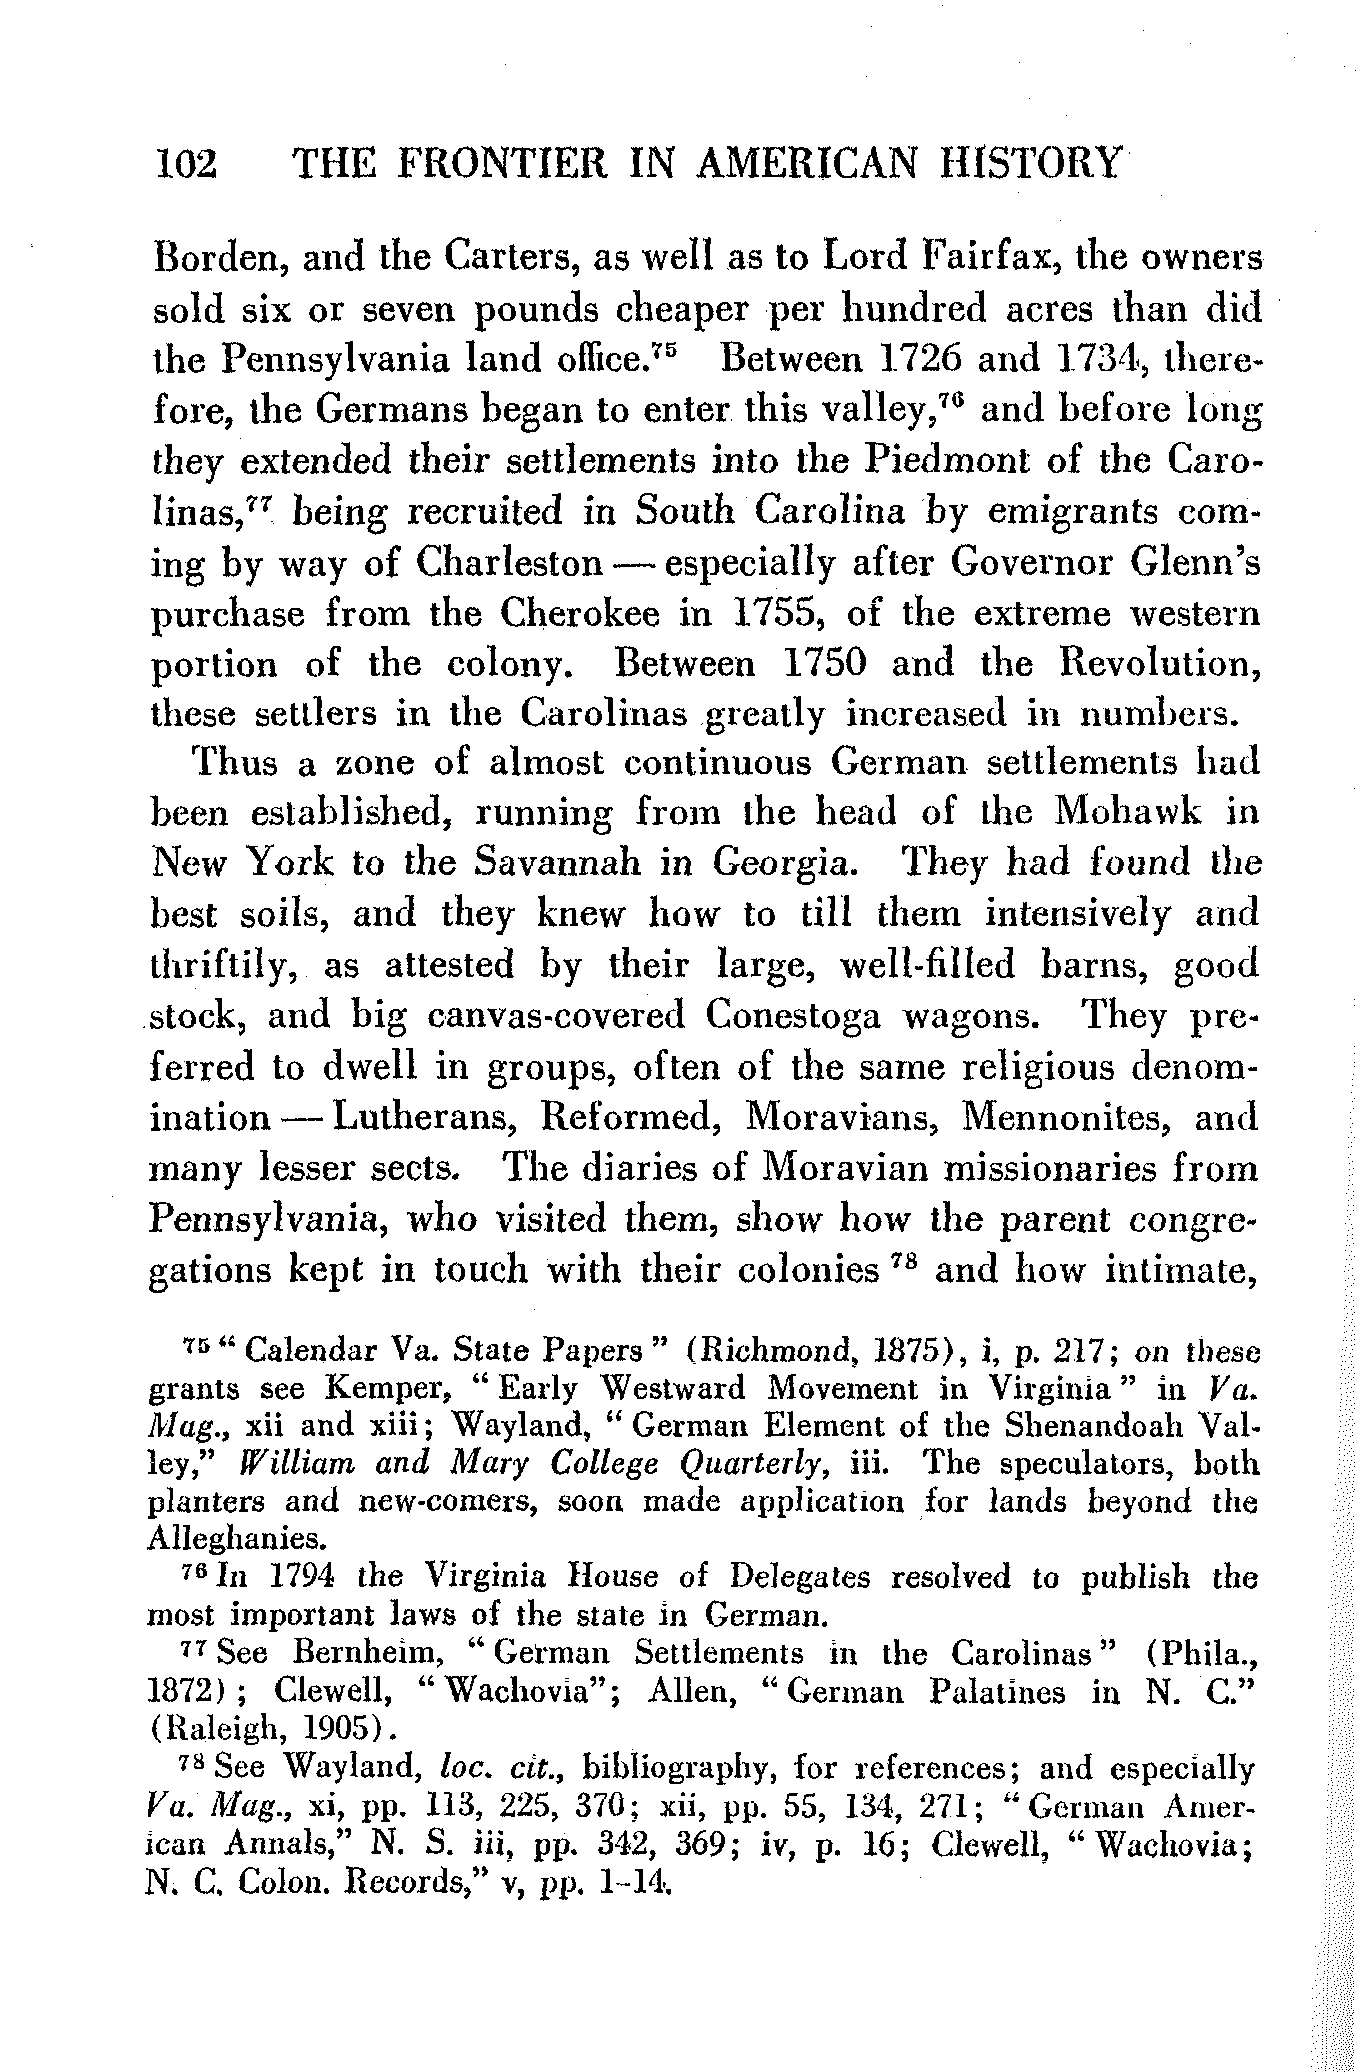 102 THE FRONTIER IN AMERICAN HISTORY
Borden, and the Carters, as well as to Lord Fairfax, the owners
sold six or seven pounds cheaper per hundred acres than did
the Pennsylvania land office.⁷⁵ Between 1726 and 1734, there-
fore, the Germans began to enter this valley,⁷⁶ and before long
they extended their settlements into the Piedmont of the Caro-
linas,⁷⁷ being recruited in South Carolina by emigrants com-
ing by way of Charleston — especially after Governor Glenn's
purchase from the Cherokee in 1755, of the extreme western
portion of the colony. Between 1750 and the Revolution,
these settlers in the Carolinas greatly increased in numbers.
Thus a zone of almost continuous German settlements had
been established, running from the head of the Mohawk in
New York to the Savannah in Georgia. They had found the
best soils, and they knew how to till them intensively and
thriftily, as attested by their large, well-filled barns, good
stock, and big canvas-covered Conestoga wagons. They pre-
ferred to dwell in groups, often of the same religious denom-
ination — Lutherans, Reformed, Moravians, Mennonites, and
many lesser sects. The diaries of Moravian missionaries from
Pennsylvania, who visited them, show how the parent congre-
gations kept in touch with their colonies ⁷⁸ and how intimate,
⁷⁵ " Calendar Va. State Papers " (Richmond, 1875), i, p. 217; on these
grants see Kemper, " Early Westward Movement in Virginia " in Va.
Mag., xii and xiii; Wayland, " German Element of the Shenandoah Val-
ley," William and Mary College Quarterly, iii. The speculators, both
planters and new-comers, soon made application for lands beyond the
Alleghanies.
⁷⁶ In 1794 the Virginia House of Delegates resolved to publish the
most important laws of the state in German.
⁷⁷ See Bernheim, " German Settlements in the Carolinas " (Phila.,
1872) ; Clewell, " Wachovia"; Allen, " German Palatines in N. C."
(Raleigh, 1905).
⁷⁸ See Wayland, loc. cit., bibliography, for references; and especially
Va. Mag., xi, pp. 113, 225, 370; xii, pp. 55, 134, 271; " German Amer-
ican Annals," N. S. iii, pp. 342, 369; iv, p. 16; Clewell, " Wachovia;
N. C. Colon. Records," v, pp. 1-14.